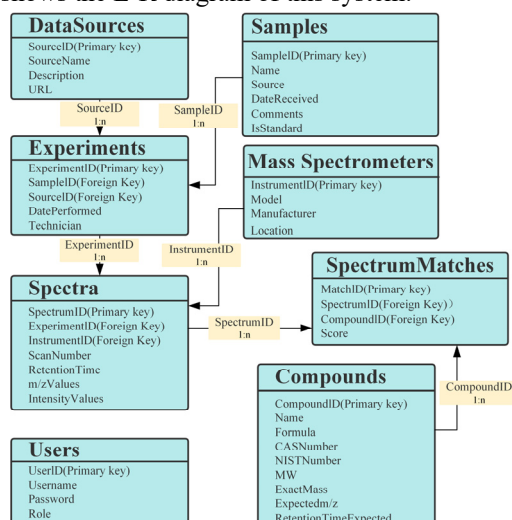 shows the E-R diagram of this system.
DataSources
SourceID(Primary key)
SourceName
Description
URL
Samples
SampleID(Primary key)
Name
Source
DateReceived
Comments
IsStandard
SourceID
1:n
SampleID
1:n
Experiments
ExperimentID(Primary key)
SampleID(Foreign Key)
SourceID(Foreign Key)
DatePerformed
Technician
Mass Spectrometers
InstrumentID(Primary key)
Model
Manufacturer
Location
ExperimentID
1:n
InstrumentID
1:n
Spectra
SpectrumID(Primary key)
ExperimentID(Foreign Key)
InstrumentID(Foreign Key)
ScanNumber
RetentionTime
m/zValues
IntensityValues
SpectrumID
1:n
SpectrumMatches
MatchID(Primary key)
SpectrumID(Foreign Key)）
CompoundID(Foreign Key)
Score
Compounds
CompoundID(Primary key)
Name
Formula
CASNumber
NISTNumber
MW
ExactMass
Expectedm/z
RetentionTimeExpected
CompoundID
1:n
Users
UserID(Primary key)
Username
Password
Role